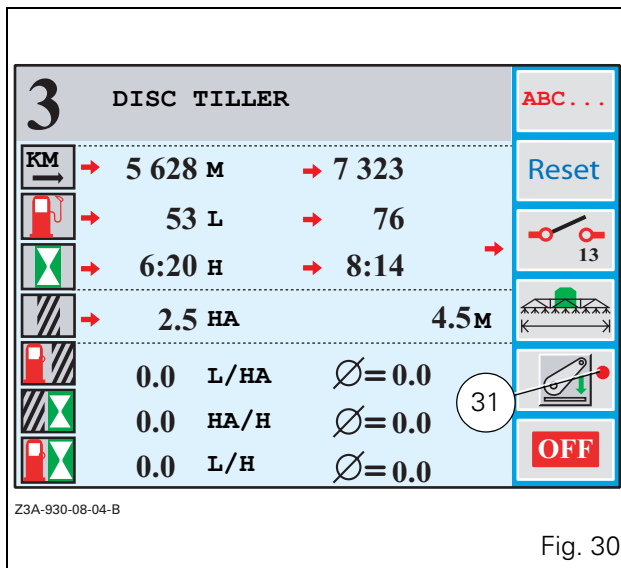 3 DISC TILLER ABC...
KM 5 628 M 7 323 Reset
53 L 76
6:20 H 8:14 13
2.5 HA 4.5M
0.0 L/HA Ø=0.0
31
0.0 HA/H Ø=0.0
0.0 L/H Ø=0.0 OFF
Z3A-930-08-04-B
Fig. 30